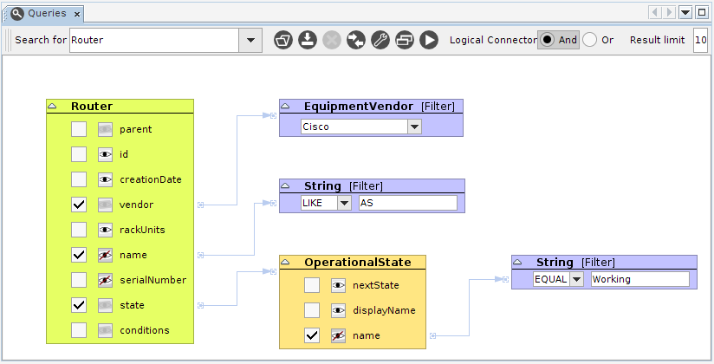 Queries
Search for Router Logical Connector And Or Result limit 10
Router
parent
id
creationDate
vendor
rackUnits
name
serialNumber
state
conditions
EquipmentVendor [Filter]
Cisco
String [Filter]
LIKE AS
OperationalState
nextState
displayName
name
String [Filter]
EQUAL Working